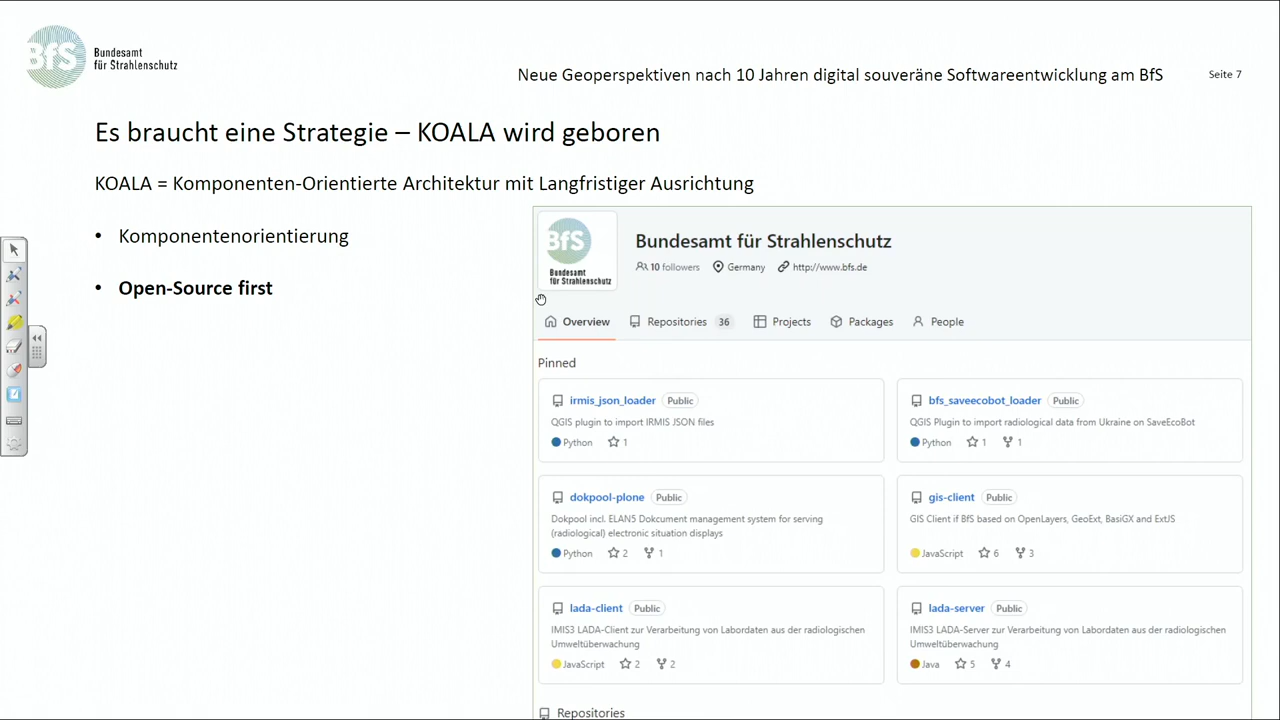 BfS
Bundesamt
für Strahlenschutz
Neue Geoperspektiven nach 10 Jahren digital souveräne Softwareentwicklung am BfS
Seite 7
Es braucht eine Strategie – KOALA wird geboren
KOALA = Komponenten-Orientierte Architektur mit Langfristiger Ausrichtung
• Komponentenorientierung
• Open-Source first
BfS
Bundesamt
für Strahlenschutz
Bundesamt für Strahlenschutz
10 followers Germany http://www.bfs.de
Overview Repositories 36 Projects Packages People
Pinned
irmis_json_loader Public
QGIS plugin to import IRMIS JSON files
Python 1
bfs_saveecobot_loader Public
QGIS Plugin to import radiological data from Ukraine on SaveEcoBot
Python 1 1
dokpool-plone Public
Dokpool incl. ELAN5 Dokcument management system for serving
(radiological) electronic situation displays
Python 2 1
gis-client Public
GIS Client if BfS based on OpenLayers, GeoExt, BasiGX and ExtJS
JavaScript 6 3
lada-client Public
IMIS3 LADA-Client zur Verarbeitung von Labordaten aus der radiologischen
Umweltüberwachung
JavaScript 2 2
lada-server Public
IMIS3 LADA-Server zur Verarbeitung von Labordaten aus der radiologischen
Umweltüberwachung
Java 5 4
Repositories